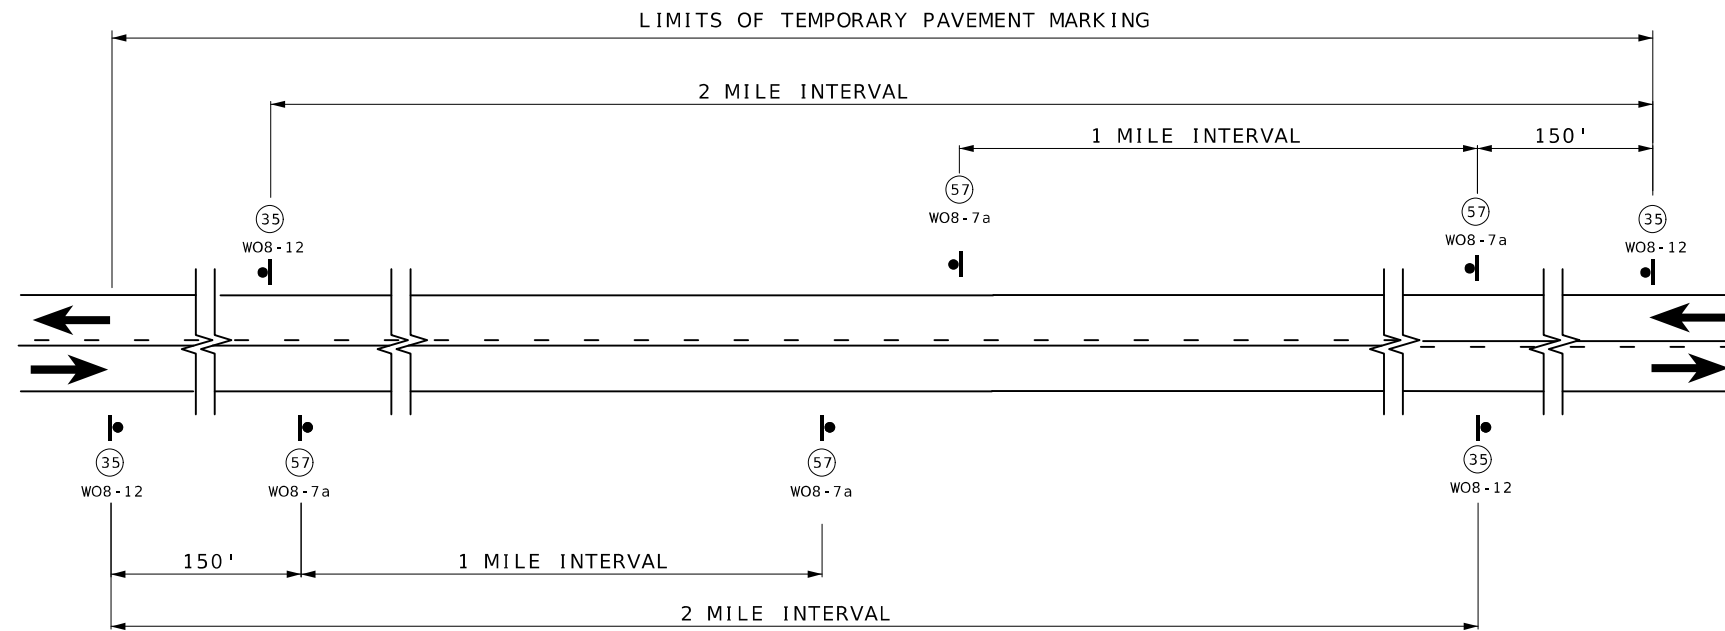 LIMITS OF TEMPORARY PAVEMENT MARKING
2 MILE INTERVAL
1 MILE INTERVAL 150'
35
WO8-12
57
WO8-7a
57
WO8-7a
35
WO8-12
35
WO8-12
57
WO8-7a
57
WO8-7a
35
WO8-12
150' 1 MILE INTERVAL
2 MILE INTERVAL